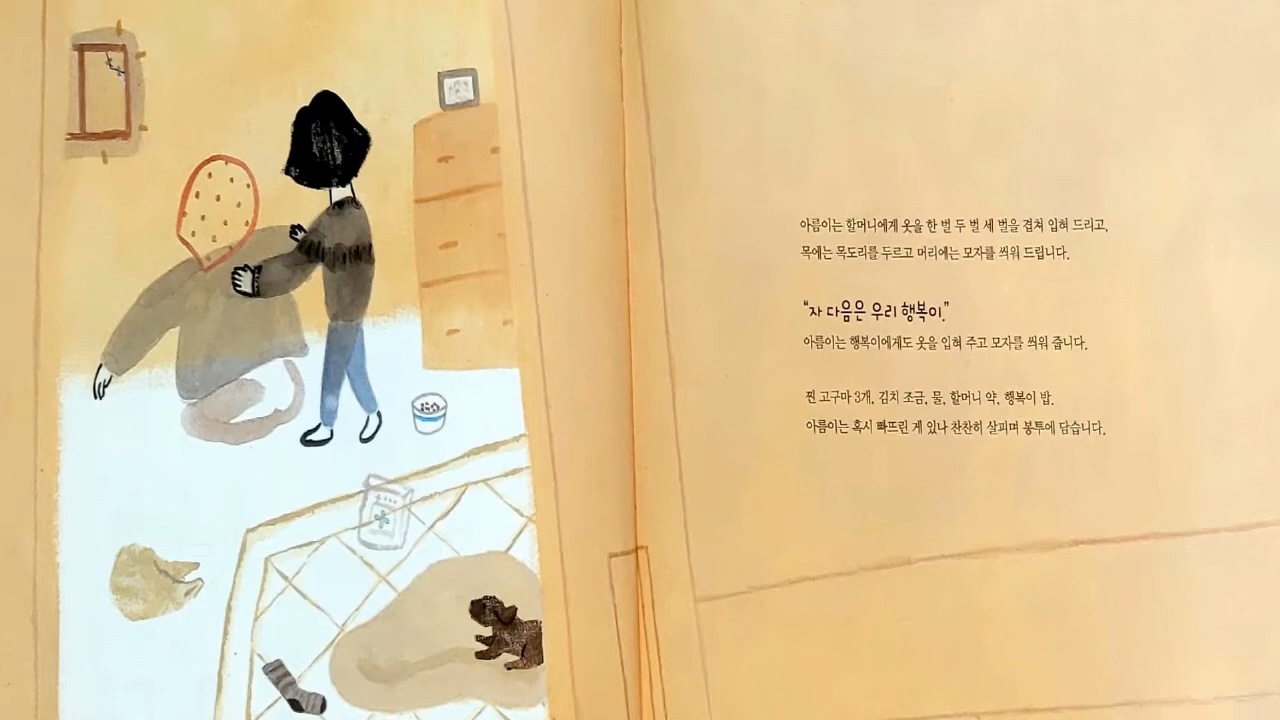 아름이는 할머니에게 옷을 한 벌 두 벌 세 벌을 겹쳐 입혀 드리고,
목에는 목도리를 두르고 머리에는 모자를 씌워 드립니다.
“자 다음은 우리 행복이.”
아름이는 행복이에게도 옷을 입혀 주고 모자를 씌워 줍니다.
찐 고구마 3개, 김치 조금, 물, 할머니 약, 행복이 밥.
아름이는 혹시 빠뜨린 게 있나 찬찬히 살피며 봉투에 담습니다.